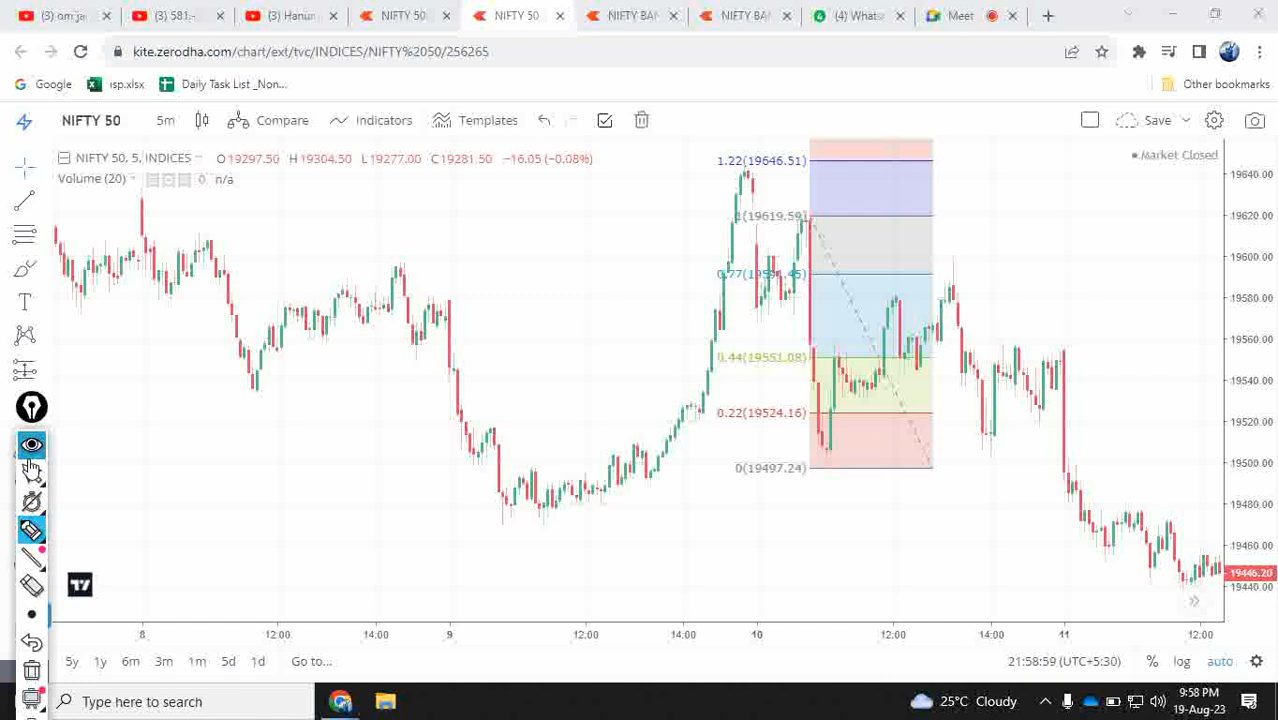 (3) om ja
(3) 581:-
(3) Hanum
NIFTY 50
NIFTY 50
NIFTY BAN
NIFTY BAN
(4) Whats
Meet
kite.zerodha.com/chart/ext/tvc/INDICES/NIFTY%2050/256265
Google
isp.xlsx
Daily Task List _Non...
Other bookmarks
NIFTY 50
5m
Compare
Indicators
Templates
Save
NIFTY 50, 5, INDICES
O19297.50 H19304.50 L19277.00 C19281.50 −16.05 (−0.08%)
Market Closed
Volume (20)
0 n/a
1.22(19646.51)
1(19619.59)
0.44(19551.08)
0.22(19524.16)
0(19497.24)
19640.00
19620.00
19600.00
19580.00
19560.00
19540.00
19520.00
19500.00
19480.00
19460.00
19446.20
19440.00
8
12:00
14:00
9
12:00
14:00
10
12:00
14:00
11
12:00
5y
1y
6m
3m
1m
5d
1d
Go to...
21:58:59 (UTC+5:30)
%
log
auto
Type here to search
25°C Cloudy
9:58 PM
19-Aug-23